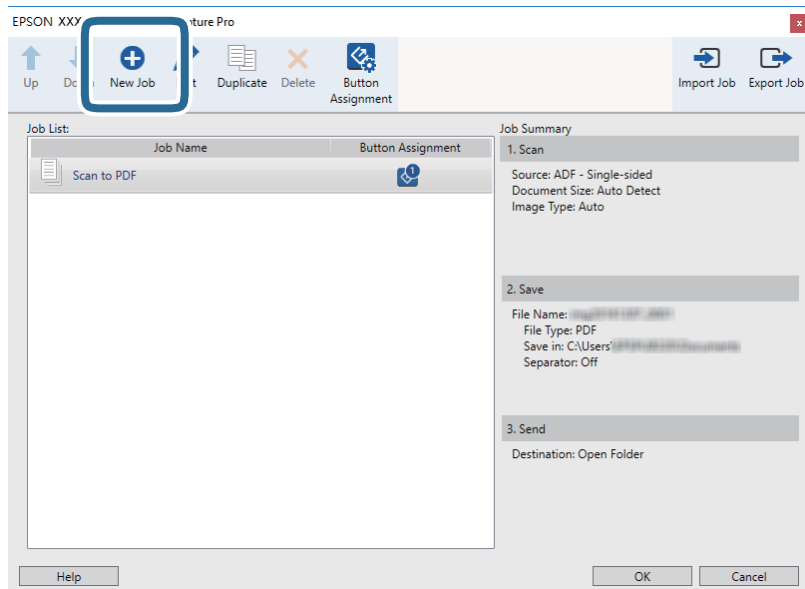 EPSON XXX ture Pro
Up
New Job
Duplicate
Delete
Button
Assignment
Import Job
Export Job
Job List:
Job Name
Button Assignment
Scan to PDF
1
Job Summary
1. Scan
Source: ADF - Single-sided
Document Size: Auto Detect
Image Type: Auto
2. Save
File Name:
File Type: PDF
Save in: C:\Users\
Separator: Off
3. Send
Destination: Open Folder
Help
OK
Cancel